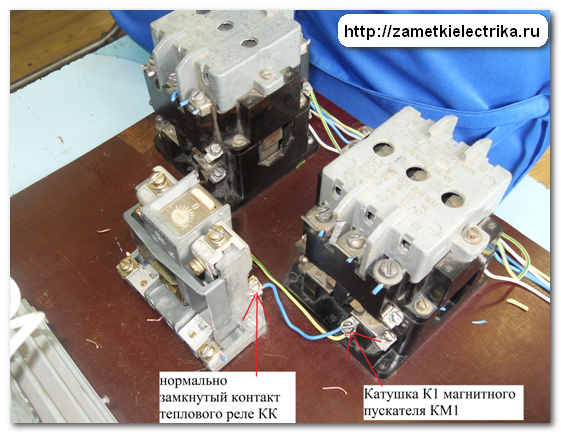 http://zametkielectrika.ru
нормально
замкнутый контакт
теплового реле КК
Катушка К1 магнитного
пускателя КМ1